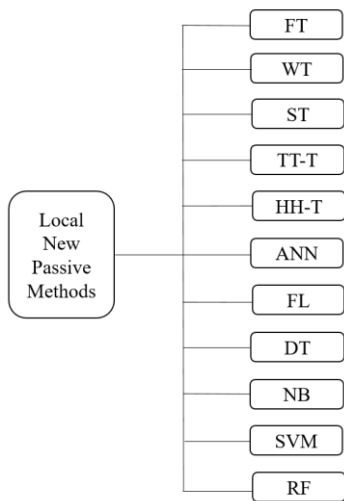 Local
New
Passive
Methods
FT
WT
ST
TT-T
HH-T
ANN
FL
DT
NB
SVM
RF